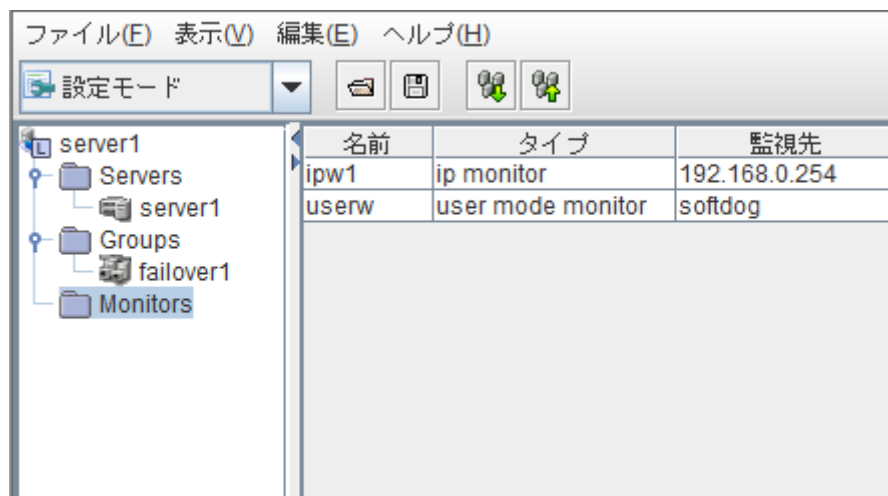 ファイル(F) 表示(V) 編集(E) ヘルプ(H)
設定モード
server1
Servers
server1
Groups
failover1
Monitors
名前 タイプ 監視先
ipw1 ip monitor 192.168.0.254
userw user mode monitor softdog